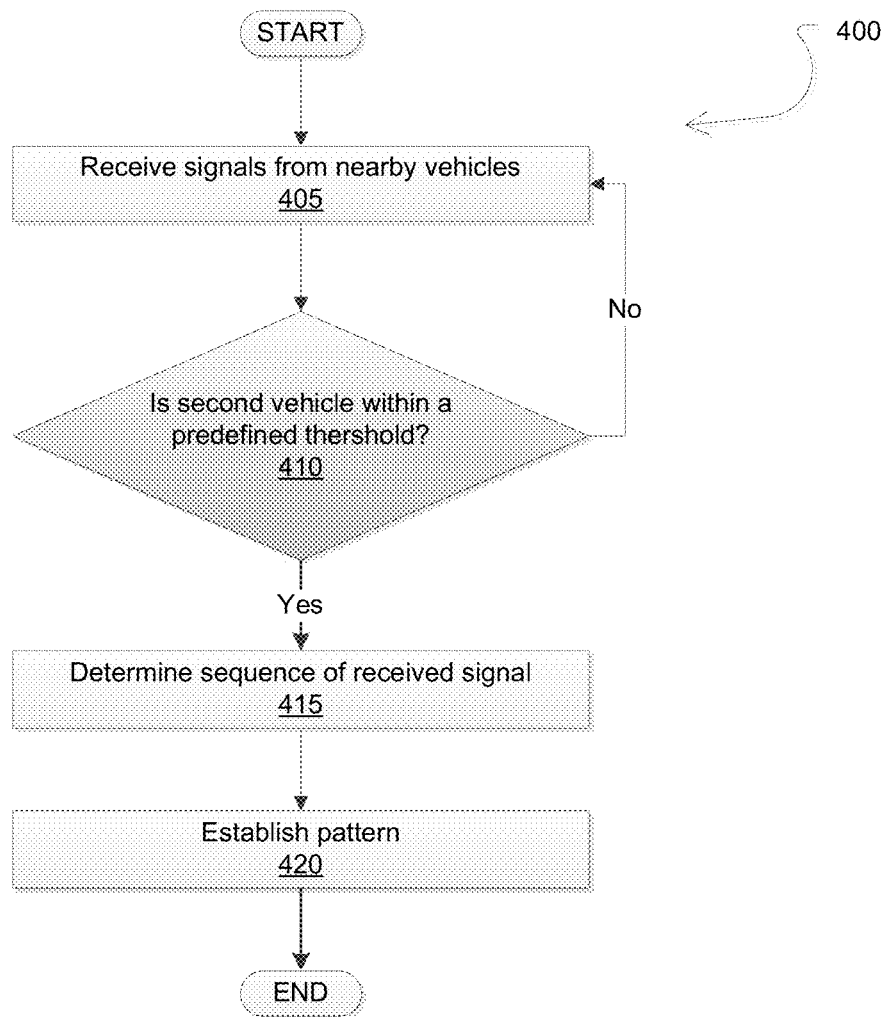 START
400
Receive signals from nearby vehicles
405
No
Is second vehicle within a
predefined thershold?
410
Yes
Determine sequence of received signal
415
Establish pattern
420
END